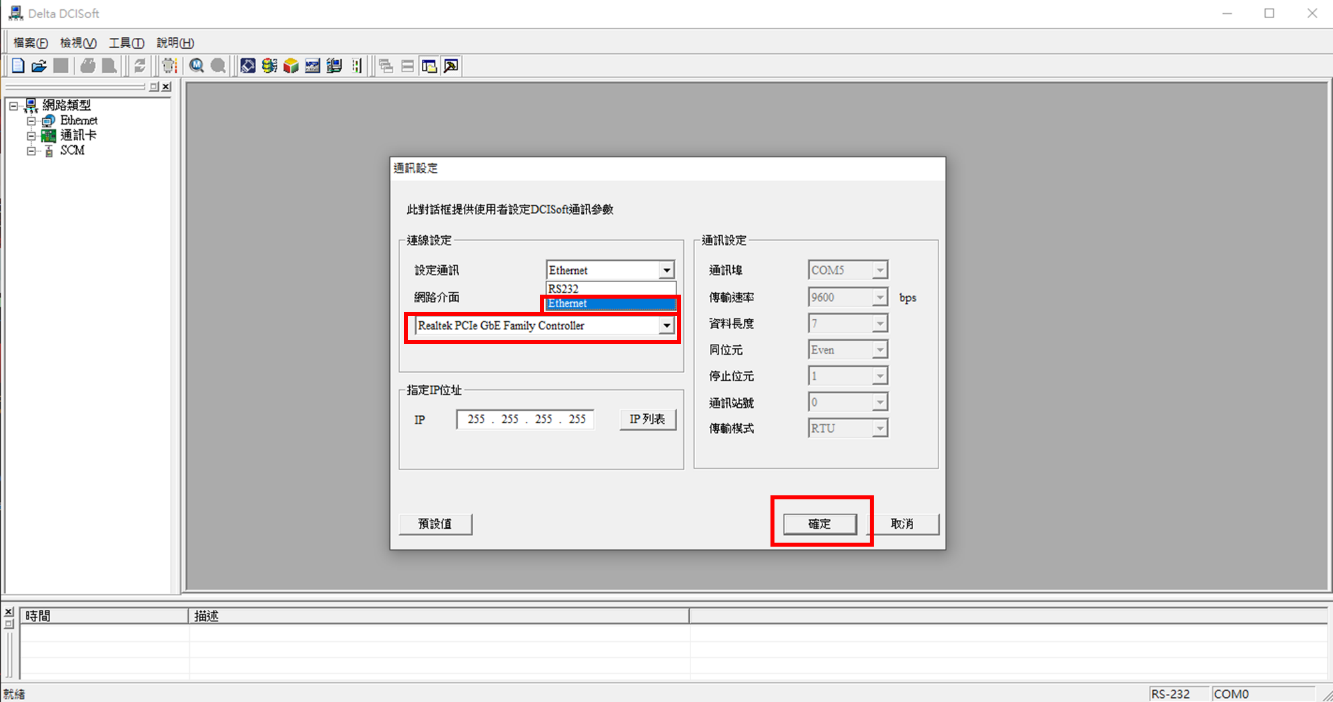 Delta DCISoft
檔案(F) 檢視(V) 工具(T) 說明(H)
網路類型
Ethernet
通訊卡
SCM
通訊設定
此對話框提供使用者設定DCISoft通訊參數
連線設定
設定通訊 Ethernet
RS232
Ethernet
網路介面
Realtek PCIe GbE Family Controller
指定IP位址
IP 255 . 255 . 255 . 255 IP 列表
通訊設定
通訊埠 COM5
傳輸速率 9600 bps
資料長度 7
同位元 Even
停止位元 1
通訊站號 0
傳輸模式 RTU
預設值 確定 取消
時間 描述
就緒 RS-232 COM0